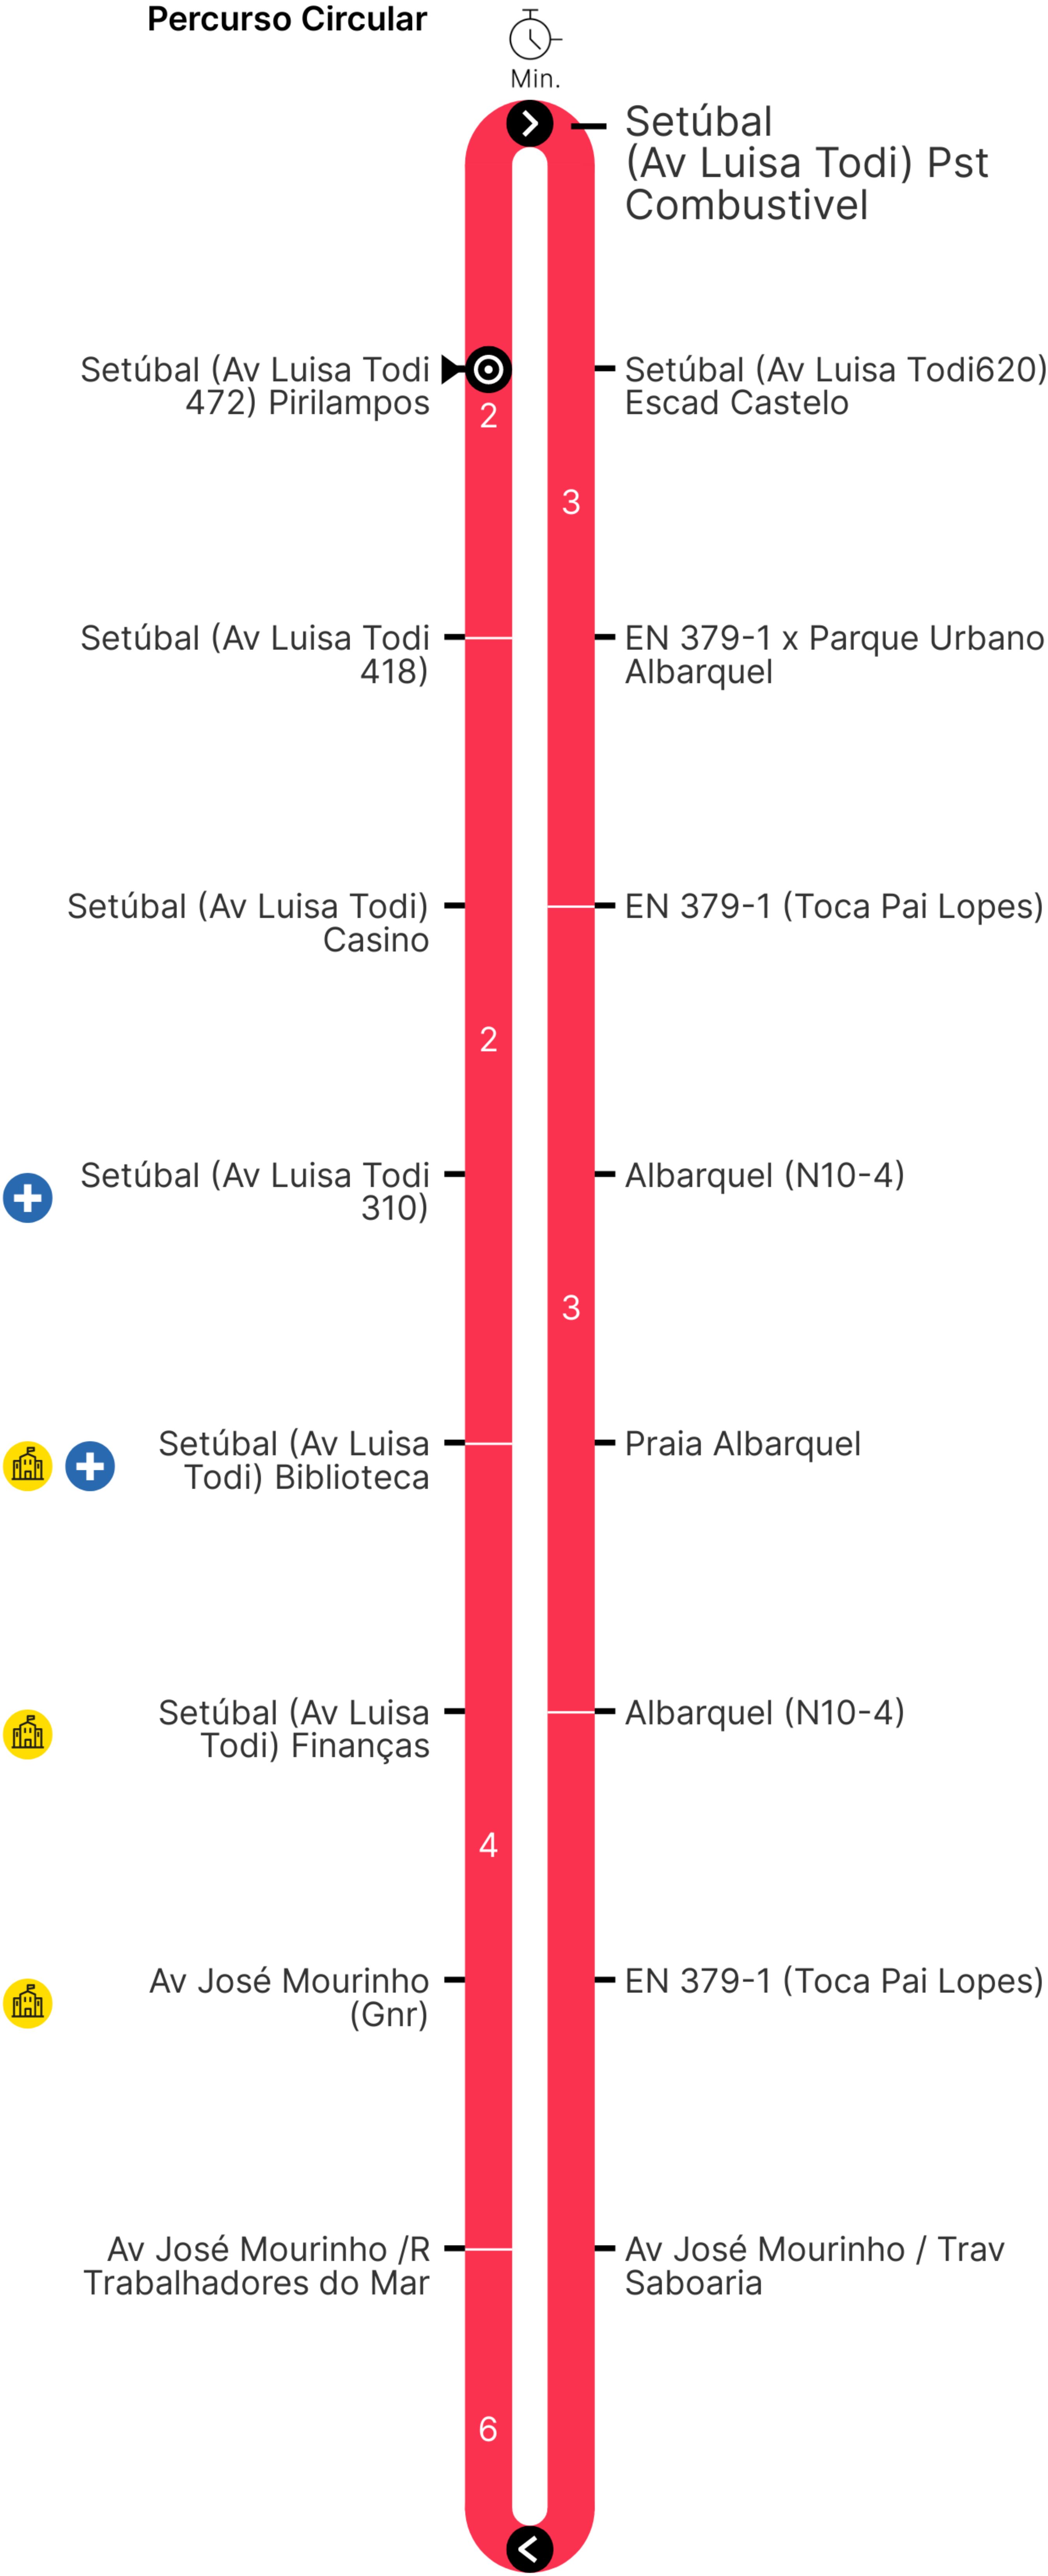 Percurso Circular
Min.
Setúbal
(Av Luisa Todi) Pst
Combustivel
Setúbal (Av Luisa Todi
472) Pirilampos
2
Setúbal (Av Luisa Todi620)
Escad Castelo
3
Setúbal (Av Luisa Todi
418)
EN 379-1 x Parque Urbano
Albarquel
Setúbal (Av Luisa Todi)
Casino
EN 379-1 (Toca Pai Lopes)
2
Setúbal (Av Luisa Todi
310)
Albarquel (N10-4)
3
Setúbal (Av Luisa
Todi) Biblioteca
Praia Albarquel
Setúbal (Av Luisa
Todi) Finanças
Albarquel (N10-4)
4
Av José Mourinho
(Gnr)
EN 379-1 (Toca Pai Lopes)
Av José Mourinho /R
Trabalhadores do Mar
Av José Mourinho / Trav
Saboaria
6